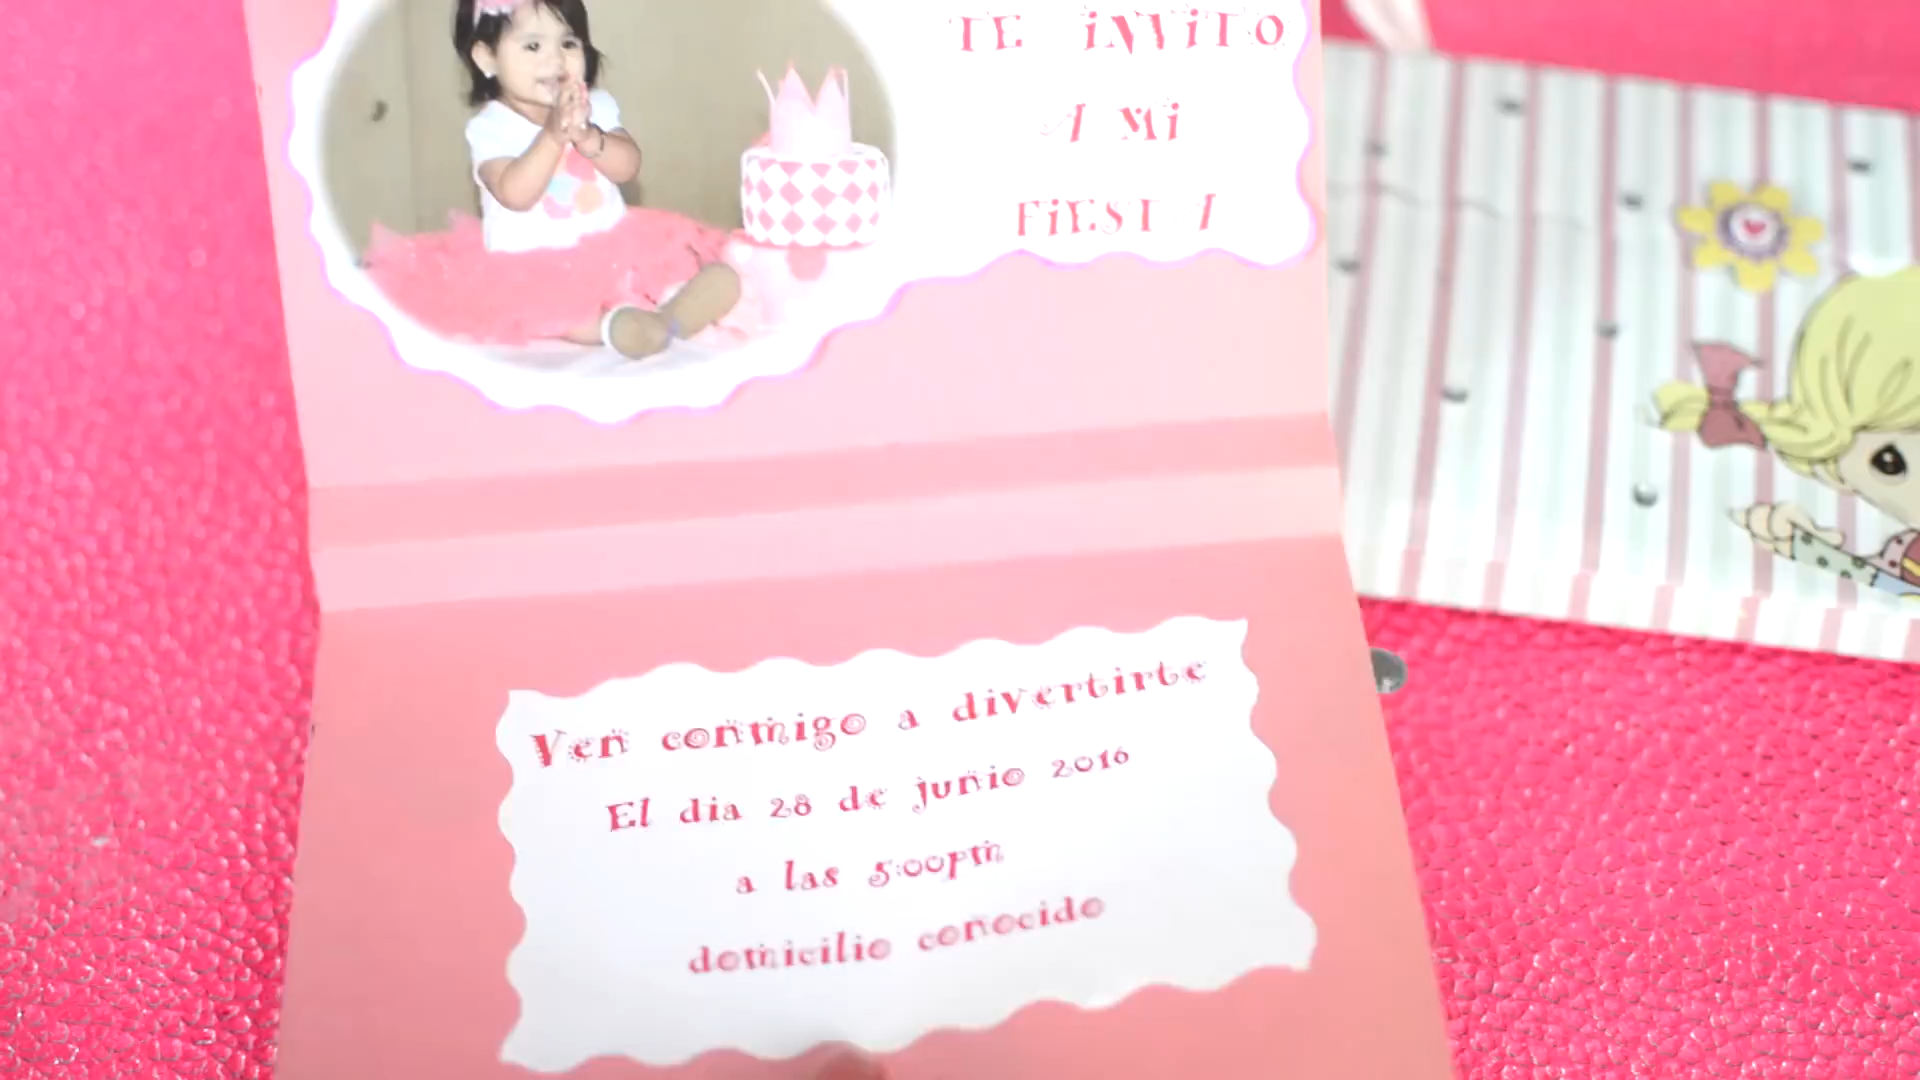 TE iNViTO
A Mi
FiESTA
Ven conmigo a divertirte
El dia 28 de junio 2016
a las 5:00pm
domicilio conocido